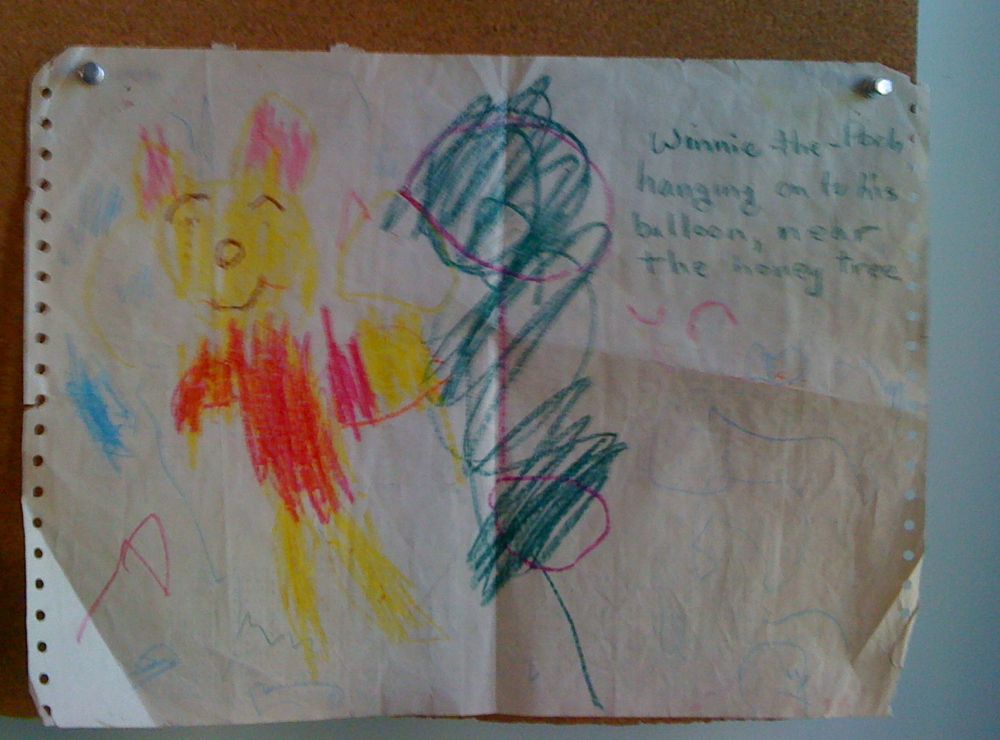 Winnie-the-Pooh
hanging on to his
balloon, near
the honey tree